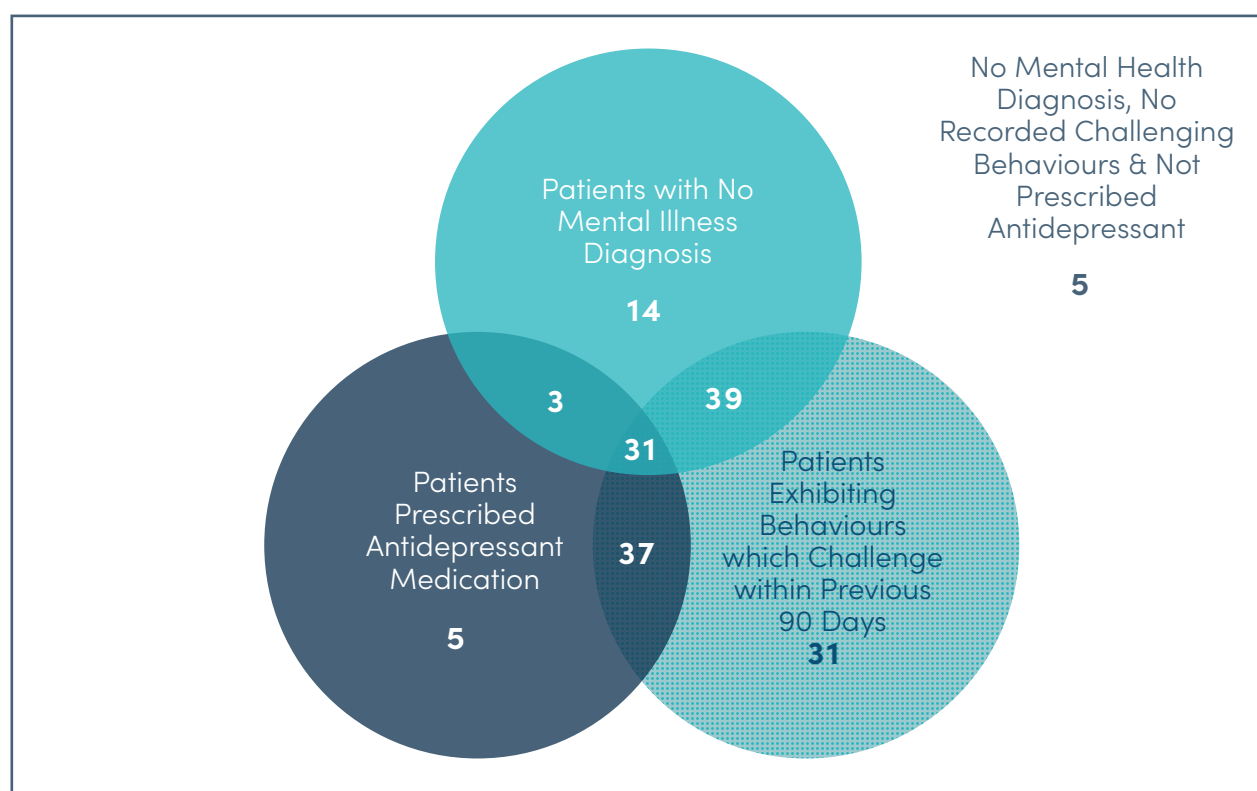 No Mental Health
Diagnosis, No
Recorded Challenging
Behaviours & Not
Prescribed
Antidepressant
5
Patients with No
Mental Illness
Diagnosis
14
3
39
31
Patients
Prescribed
Antidepressant
Medication
5
37
Patients
Exhibiting
Behaviours
which Challenge
within Previous
90 Days
31